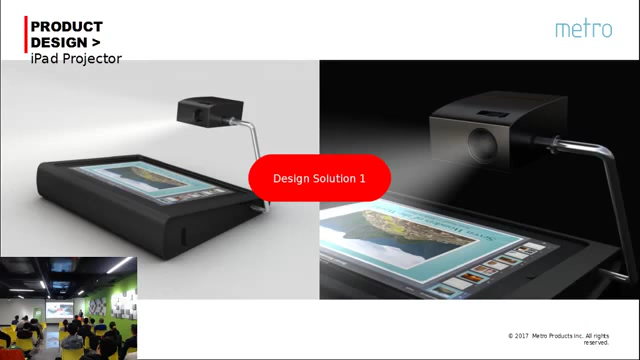 PRODUCT
DESIGN >
iPad Projector
metro
Design Solution 1
© 2017 Metro Products Inc. All rights
reserved.